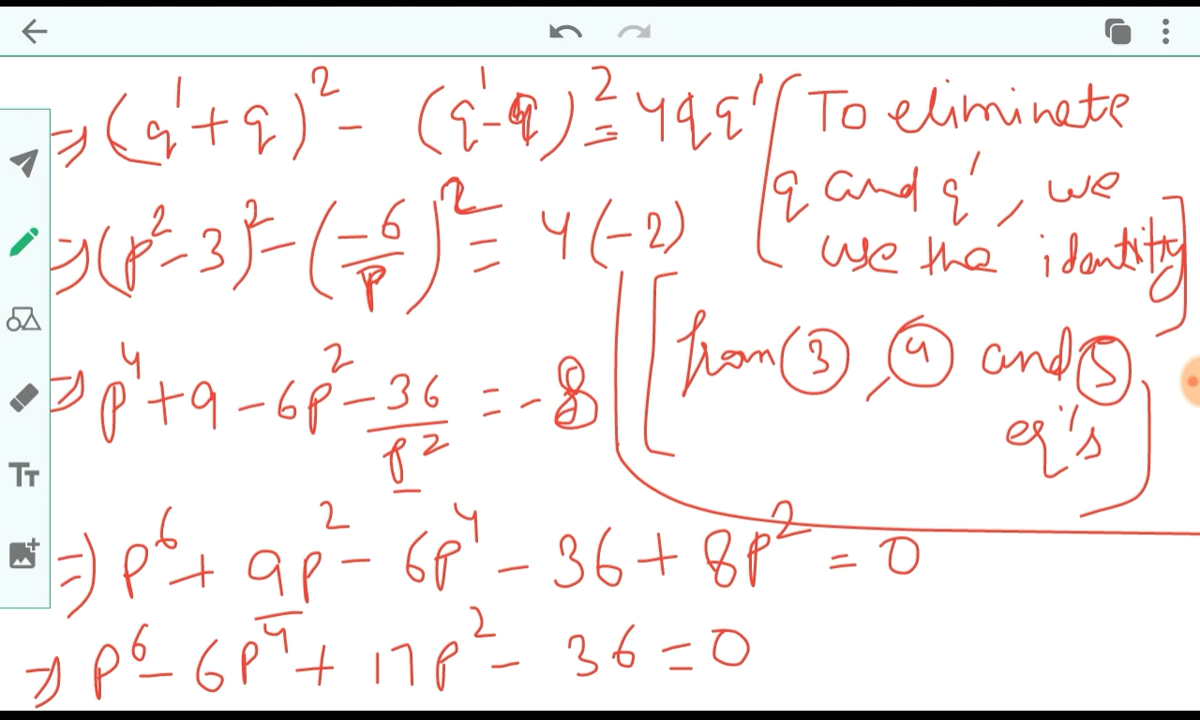 ⇒ (q'+q)² - (q'-q)² = 4qq'
[To eliminate
q and q', we
use the identity]
⇒ (p²-3)² - (-6/p)² = 4(-2)
[from ③, ④ and ⑤
eq's]
⇒ p⁴+9-6p²-36/p² = -8
⇒ p⁶+9p²-6p⁴-36+8p² = 0
⇒ p⁶-6p⁴+17p²-36=0
TT